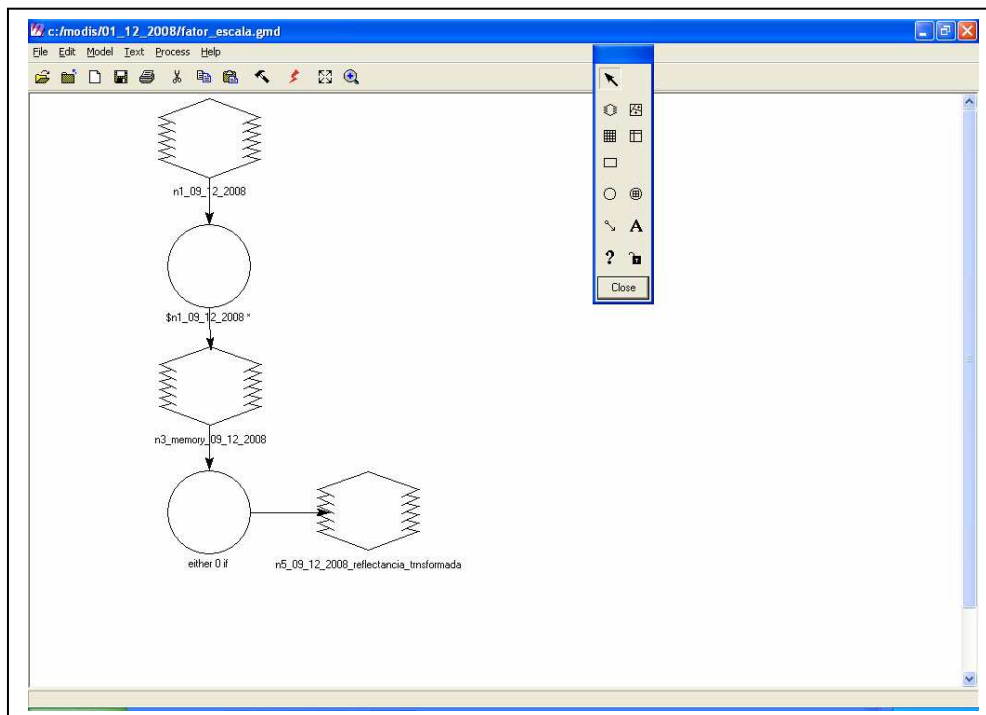 c:/modis/01_12_2008/fator_escala.gmd
File Edit Model Text Process Help
n1_09_12_2008
$n1_09_12_2008 *
n3_memory_09_12_2008
either 0 if
n5_09_12_2008_reflectancia_trnsformada
A
?
Close